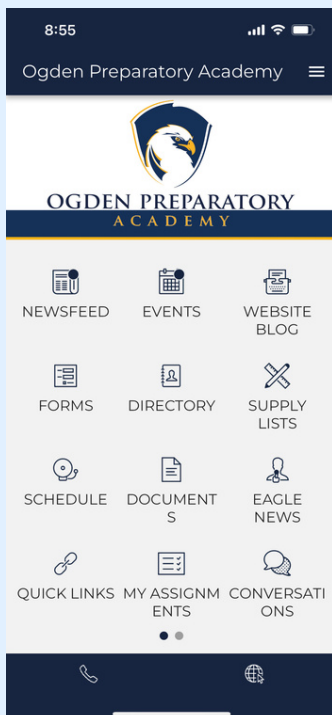 8:55
Ogden Preparatory Academy
OGDEN PREPARATORY
ACADEMY
NEWSFEED
EVENTS
WEBSITE
BLOG
FORMS
DIRECTORY
SUPPLY
LISTS
SCHEDULE
DOCUMENT
S
EAGLE
NEWS
QUICK LINKS
MY ASSIGNM
ENTS
CONVERSATI
ONS